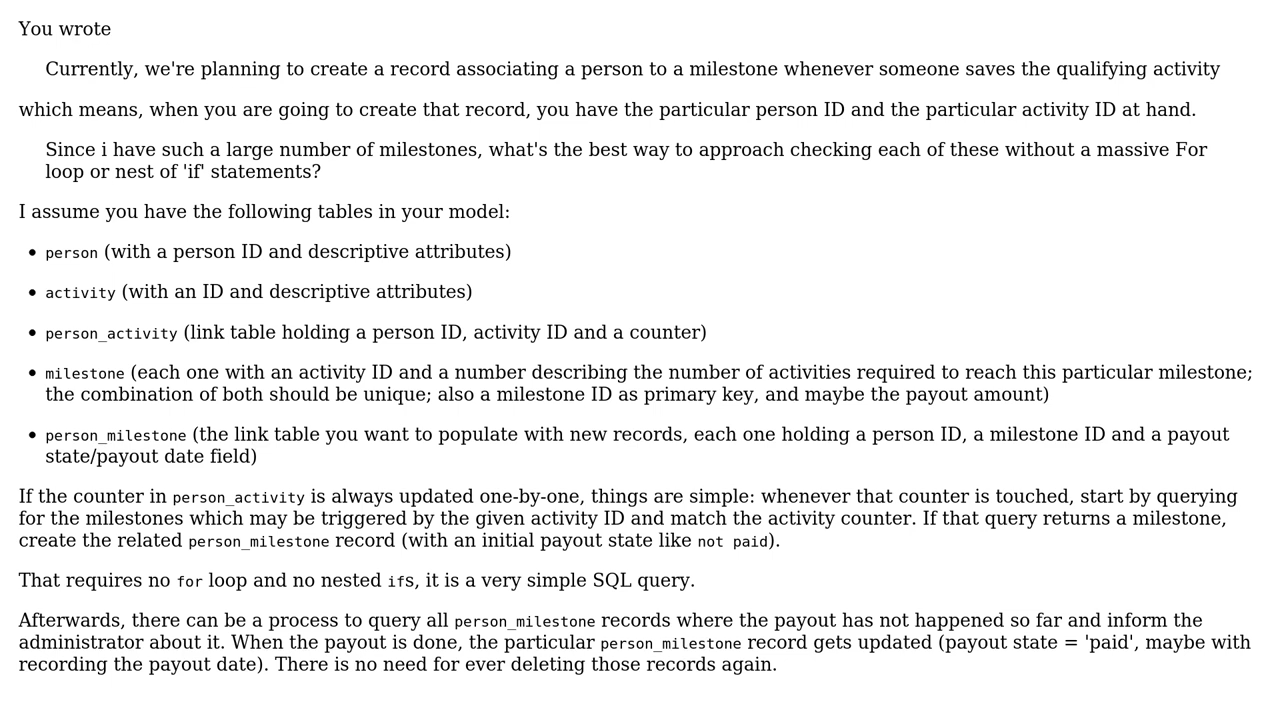 You wrote
Currently, we're planning to create a record associating a person to a milestone whenever someone saves the qualifying activity
which means, when you are going to create that record, you have the particular person ID and the particular activity ID at hand.
Since i have such a large number of milestones, what's the best way to approach checking each of these without a massive For
loop or nest of 'if' statements?
I assume you have the following tables in your model:
• person (with a person ID and descriptive attributes)
• activity (with an ID and descriptive attributes)
• person_activity (link table holding a person ID, activity ID and a counter)
• milestone (each one with an activity ID and a number describing the number of activities required to reach this particular milestone;
the combination of both should be unique; also a milestone ID as primary key, and maybe the payout amount)
• person_milestone (the link table you want to populate with new records, each one holding a person ID, a milestone ID and a payout
state/payout date field)
If the counter in person_activity is always updated one-by-one, things are simple: whenever that counter is touched, start by querying
for the milestones which may be triggered by the given activity ID and match the activity counter. If that query returns a milestone,
create the related person_milestone record (with an initial payout state like not paid).
That requires no for loop and no nested ifs, it is a very simple SQL query.
Afterwards, there can be a process to query all person_milestone records where the payout has not happened so far and inform the
administrator about it. When the payout is done, the particular person_milestone record gets updated (payout state = 'paid', maybe with
recording the payout date). There is no need for ever deleting those records again.